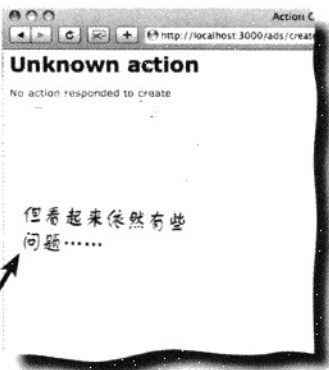 Action C
http://localhost:3000/ads/create
Unknown action
No action responded to create
但看起来依然有些
问题……